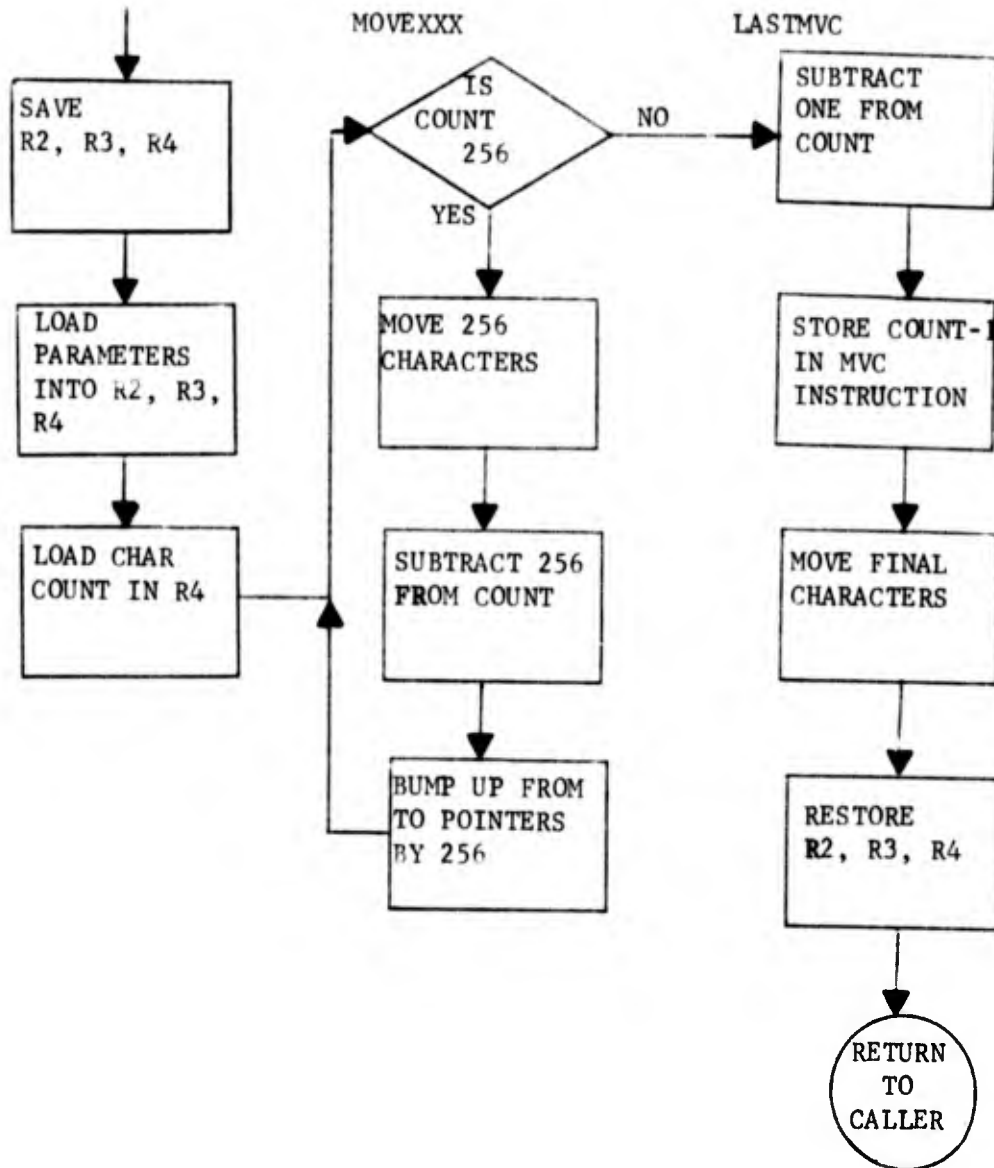 SAVE
R2, R3, R4
LOAD
PARAMETERS
INTO R2, R3,
R4
LOAD CHAR
COUNT IN R4
MOVEXXX
IS
COUNT
256
NO
YES
MOVE 256
CHARACTERS
SUBTRACT 256
FROM COUNT
BUMP UP FROM
TO POINTERS
BY 256
LASTMVC
SUBTRACT
ONE FROM
COUNT
STORE COUNT-1
IN MVC
INSTRUCTION
MOVE FINAL
CHARACTERS
RESTORE
R2, R3, R4
RETURN
TO
CALLER